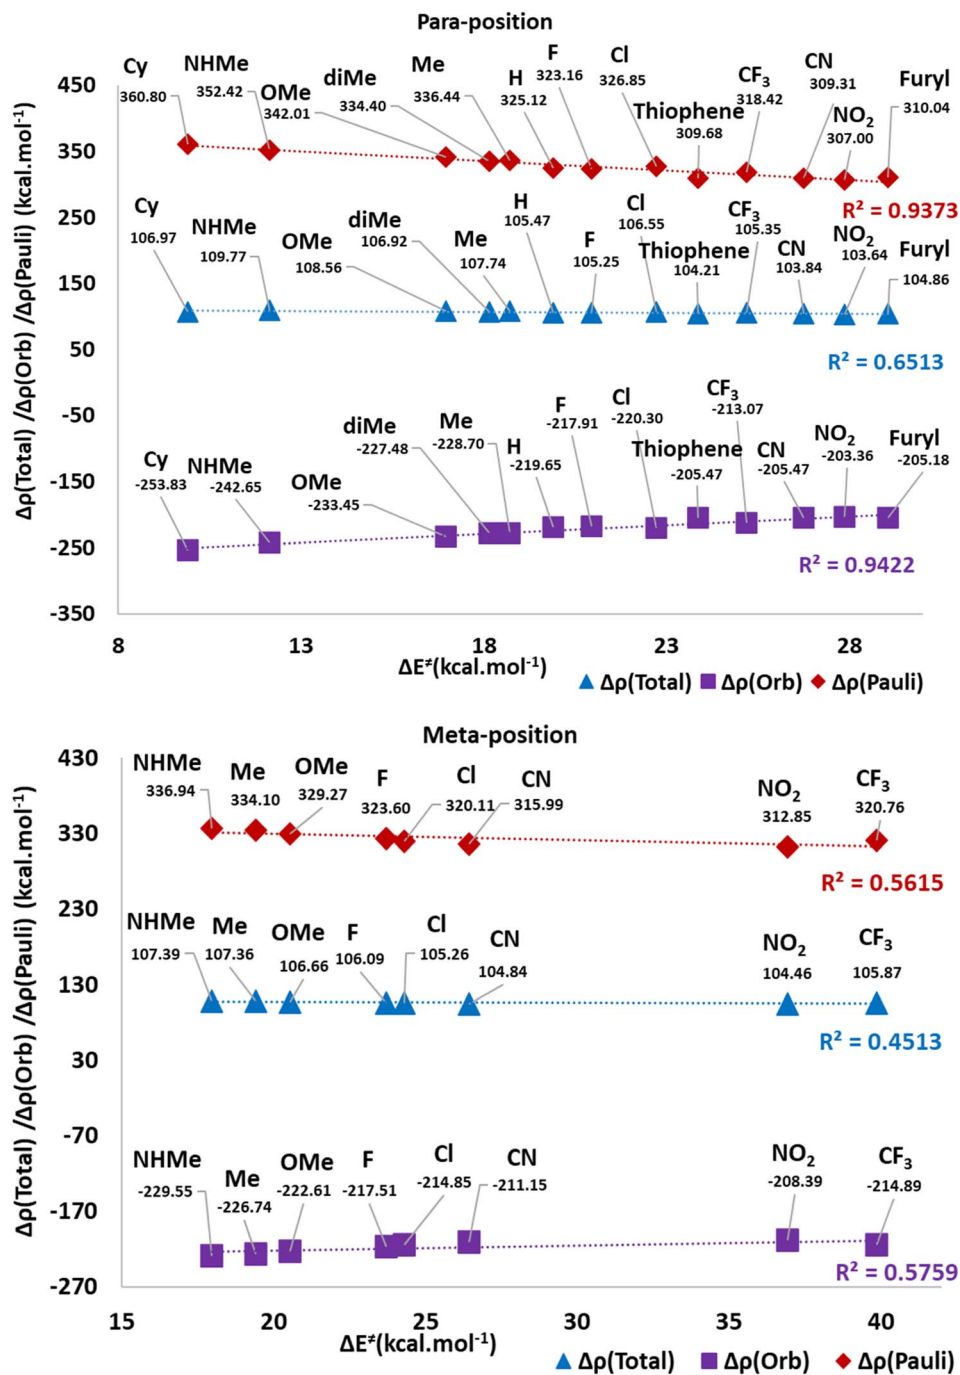 Para-position
Δρ(Total) /Δρ(Orb) /Δρ(Pauli) (kcal.mol⁻¹)
450
350
250
150
50
-50
-150
-250
-350
Cy
360.80
NHMe
352.42
OMe
342.01
diMe
334.40
Me
336.44
H
325.12
F
323.16
Cl
326.85
Thiophene
309.68
CF₃
318.42
CN
309.31
NO₂
307.00
Furyl
310.04
R² = 0.9373
Cy
106.97
NHMe
109.77
OMe
108.56
diMe
106.92
Me
107.74
H
105.47
F
105.25
Cl
106.55
Thiophene
104.21
CF₃
105.35
CN
103.84
NO₂
103.64
Furyl
104.86
R² = 0.6513
Cy
-253.83
NHMe
-242.65
OMe
-233.45
diMe
-227.48
Me
-228.70
H
-219.65
F
-217.91
Cl
-220.30
Thiophene
-205.47
CF₃
-213.07
CN
-205.47
NO₂
-203.36
Furyl
-205.18
R² = 0.9422
8 13 18 23 28
ΔE≠(kcal.mol⁻¹)
Δρ(Total) Δρ(Orb) Δρ(Pauli)
Meta-position
Δρ(Total) /Δρ(Orb) /Δρ(Pauli) (kcal.mol⁻¹)
430
330
230
130
30
-70
-170
-270
NHMe
336.94
Me
334.10
OMe
329.27
F
323.60
Cl
320.11
CN
315.99
NO₂
312.85
CF₃
320.76
R² = 0.5615
NHMe
107.39
Me
107.36
OMe
106.66
F
106.09
Cl
105.26
CN
104.84
NO₂
104.46
CF₃
105.87
R² = 0.4513
NHMe
-229.55
Me
-226.74
OMe
-222.61
F
-217.51
Cl
-214.85
CN
-211.15
NO₂
-208.39
CF₃
-214.89
R² = 0.5759
15 20 25 30 35 40
ΔE≠(kcal.mol⁻¹)
Δρ(Total) Δρ(Orb) Δρ(Pauli)